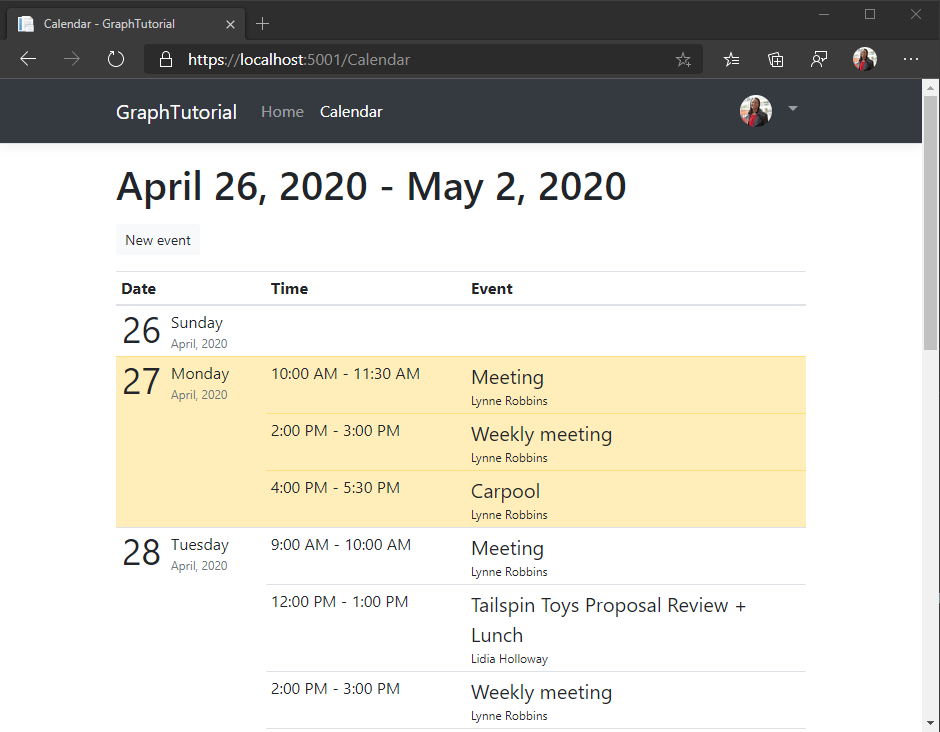 Calendar - GraphTutorial
https://localhost:5001/Calendar
GraphTutorial Home Calendar
April 26, 2020 - May 2, 2020
New event
Date Time Event
26 Sunday
April, 2020
27 Monday 10:00 AM - 11:30 AM Meeting
April, 2020 Lynne Robbins
2:00 PM - 3:00 PM Weekly meeting
Lynne Robbins
4:00 PM - 5:30 PM Carpool
Lynne Robbins
28 Tuesday 9:00 AM - 10:00 AM Meeting
April, 2020 Lynne Robbins
12:00 PM - 1:00 PM Tailspin Toys Proposal Review +
Lunch
Lidia Holloway
2:00 PM - 3:00 PM Weekly meeting
Lynne Robbins